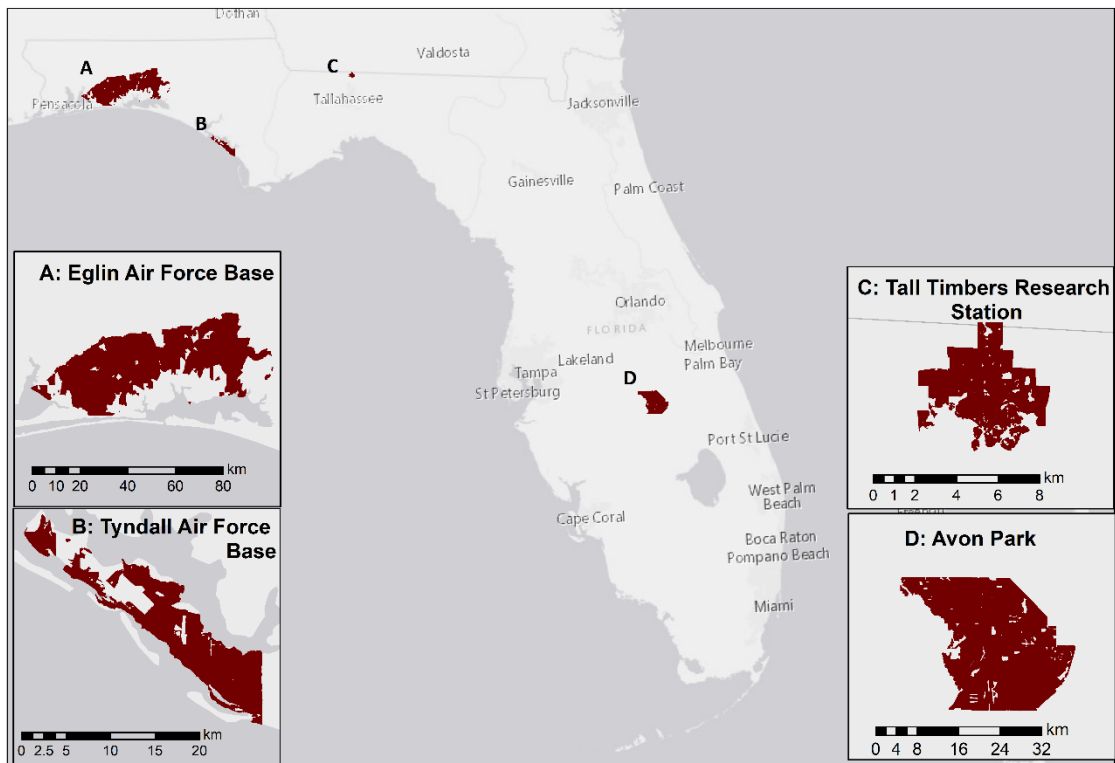 Dothan
Valdosta
A
C
Pensacola
Tallahassee
B
Jacksonville
Gainesville
Palm Coast
Orlando
FLORIDA
Melbourne
Palm Bay
Lakeland
Tampa
St Petersburg
D
Port St Lucie
West Palm
Beach
Cape Coral
Boca Raton
Pompano Beach
Miami
A: Eglin Air Force Base
km
0 10 20 40 60 80
B: Tyndall Air Force
Base
km
0 2.5 5 10 15 20
C: Tall Timbers Research
Station
km
0 1 2 4 6 8
D: Avon Park
km
0 4 8 16 24 32